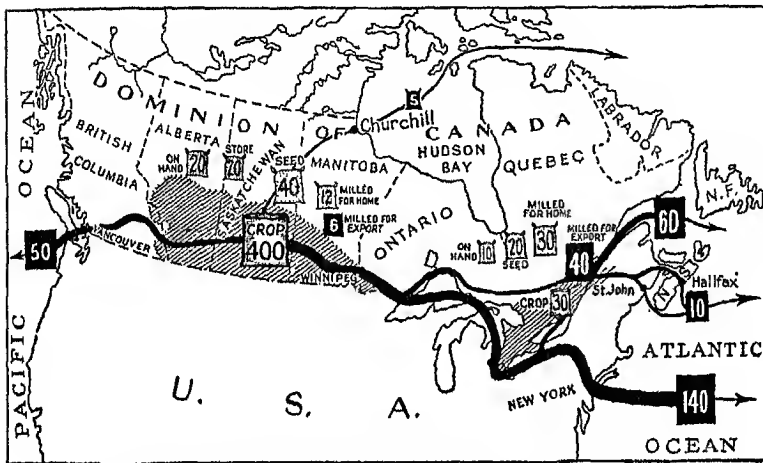 DOMINION OF CANADA
PACIFIC OCEAN
BRITISH
COLUMBIA
ALBERTA
ON
HAND
20
STORE
20
SASKATCHEWAN
SEED
40
MANITOBA
12
MILLED
FOR HOME
6
MILLED FOR
EXPORT
CROP
400
50
VANCOUVER
WINNIPEG
5
Churchill
HUDSON
BAY
QUEBEC
LABRADOR
N.F.
ONTARIO
ON
HAND
10
20
SEED
MILLED
FOR HOME
30
MILLED FOR
EXPORT
40
CROP
30
60
St.John
N.S.
Halifax
10
ATLANTIC
OCEAN
NEW YORK
140
U. S. A.